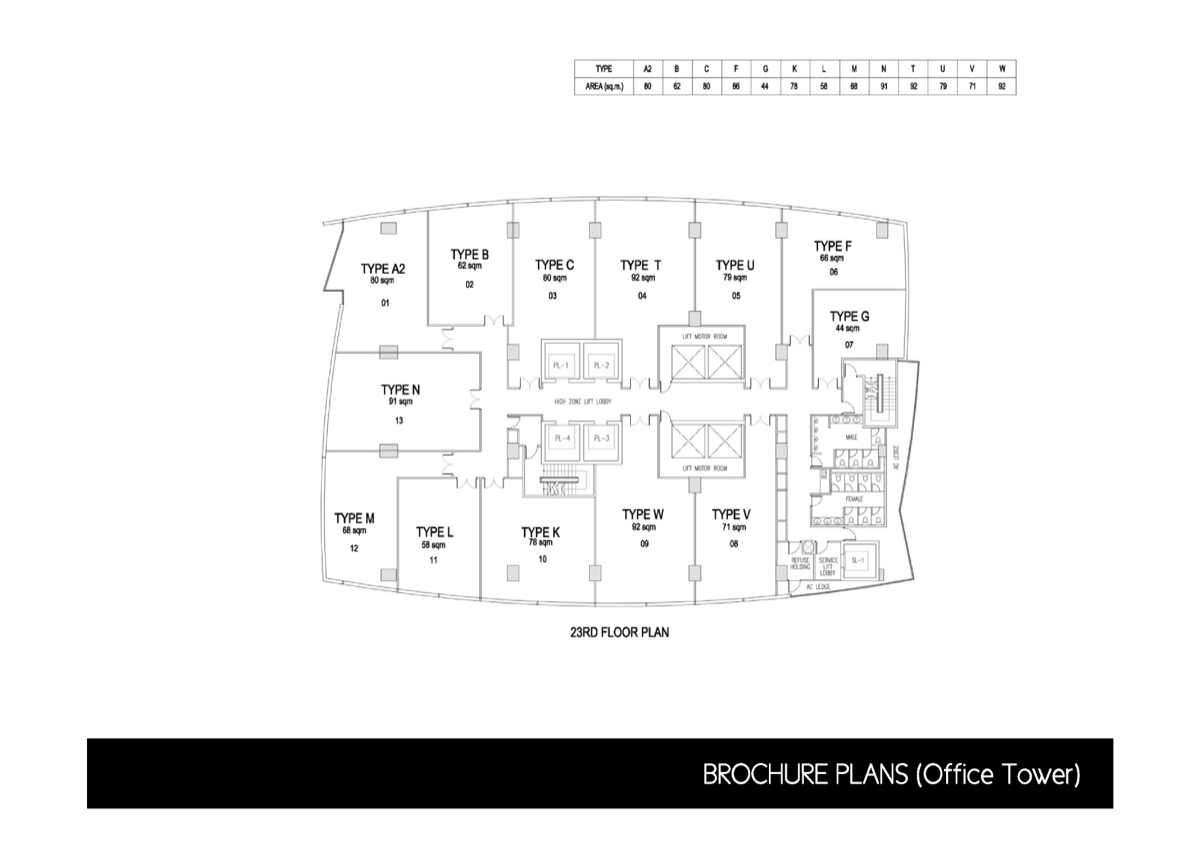 TYPE A2 B C F G K L M N T U V W
AREA (sq.m.) 80 62 80 66 44 78 58 68 91 92 79 71 92
TYPE A2
80 sqm
01
TYPE B
62 sqm
02
TYPE C
80 sqm
03
TYPE T
92 sqm
04
TYPE U
79 sqm
05
TYPE F
66 sqm
06
TYPE G
44 sqm
07
LIFT MOTOR ROOM
PL-1
PL-2
TYPE N
91 sqm
13
HIGH ZONE LIFT LOBBY
PL-4
PL-3
LIFT MOTOR ROOM
MALE
AC LEDGE
FEMALE
TYPE M
68 sqm
12
TYPE L
58 sqm
11
TYPE K
78 sqm
10
TYPE W
92 sqm
09
TYPE V
71 sqm
08
REFUSE
HOLDING
SERVICE
LIFT
LOBBY
SL-1
AC LEDGE
23RD FLOOR PLAN
BROCHURE PLANS (Office Tower)